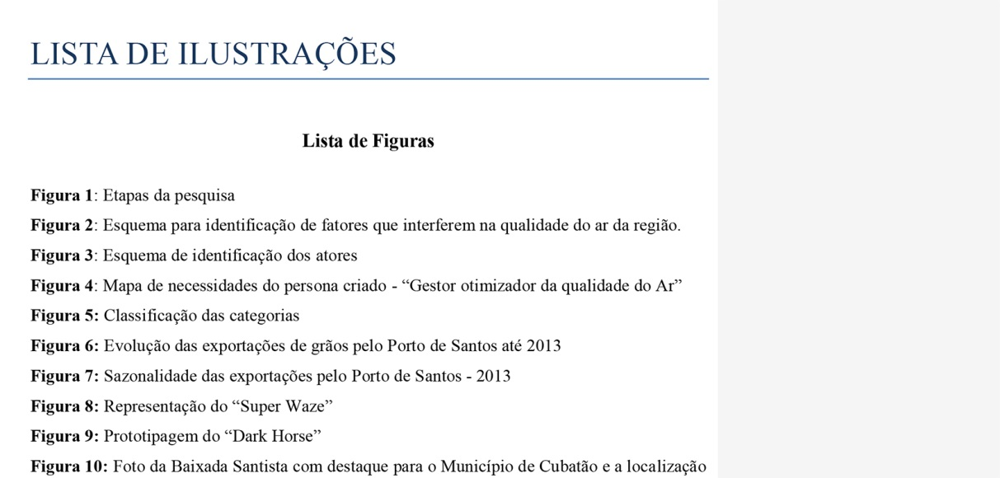 LISTA DE ILUSTRAÇÕES
Lista de Figuras
Figura 1: Etapas da pesquisa
Figura 2: Esquema para identificação de fatores que interferem na qualidade do ar da região.
Figura 3: Esquema de identificação dos atores
Figura 4: Mapa de necessidades do persona criado - “Gestor otimizador da qualidade do Ar”
Figura 5: Classificação das categorias
Figura 6: Evolução das exportações de grãos pelo Porto de Santos até 2013
Figura 7: Sazonalidade das exportações pelo Porto de Santos - 2013
Figura 8: Representação do “Super Waze”
Figura 9: Prototipagem do “Dark Horse”
Figura 10: Foto da Baixada Santista com destaque para o Município de Cubatão e a localização